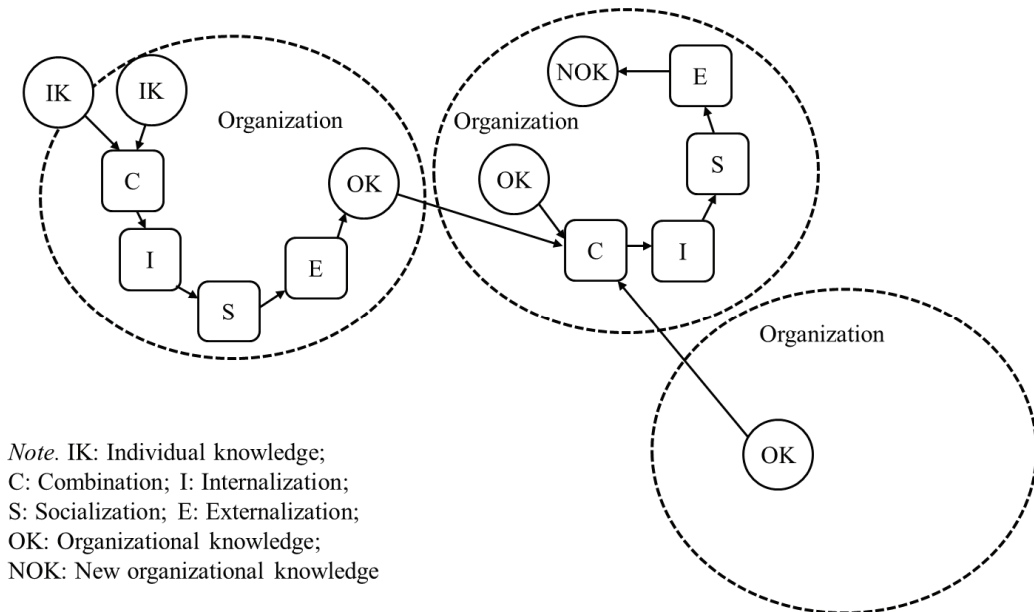 IK
IK
Organization
C
I
S
E
OK
NOK
E
Organization
S
OK
C
I
Organization
OK
Note. IK: Individual knowledge;
C: Combination; I: Internalization;
S: Socialization; E: Externalization;
OK: Organizational knowledge;
NOK: New organizational knowledge